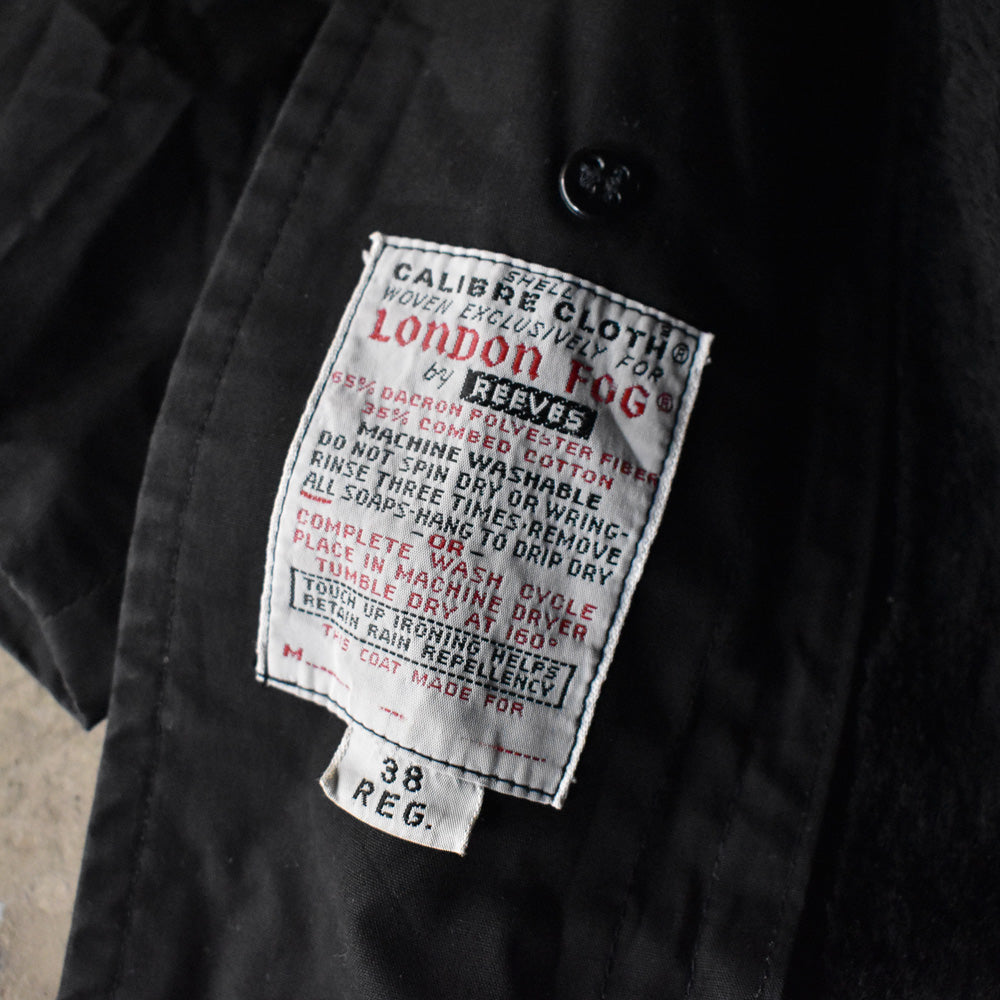 SHELL
CALIBRE CLOTH®
WOVEN EXCLUSIVELY FOR
LONDON FOG®
by REEVES
65% DACRON POLYESTER FIBER
35% COMBED COTTON
MACHINE WASHABLE
DO NOT SPIN DRY OR WRING-
RINSE THREE TIMES·REMOVE
ALL SOAPS·HANG TO DRIP DRY
-OR-
COMPLETE WASH CYCLE
PLACE IN MACHINE DRYER
TUMBLE DRY AT 160°
TOUCH UP IRONING HELPS
RETAIN RAIN REPELLENCY
THIS COAT MADE FOR
M
38
REG.